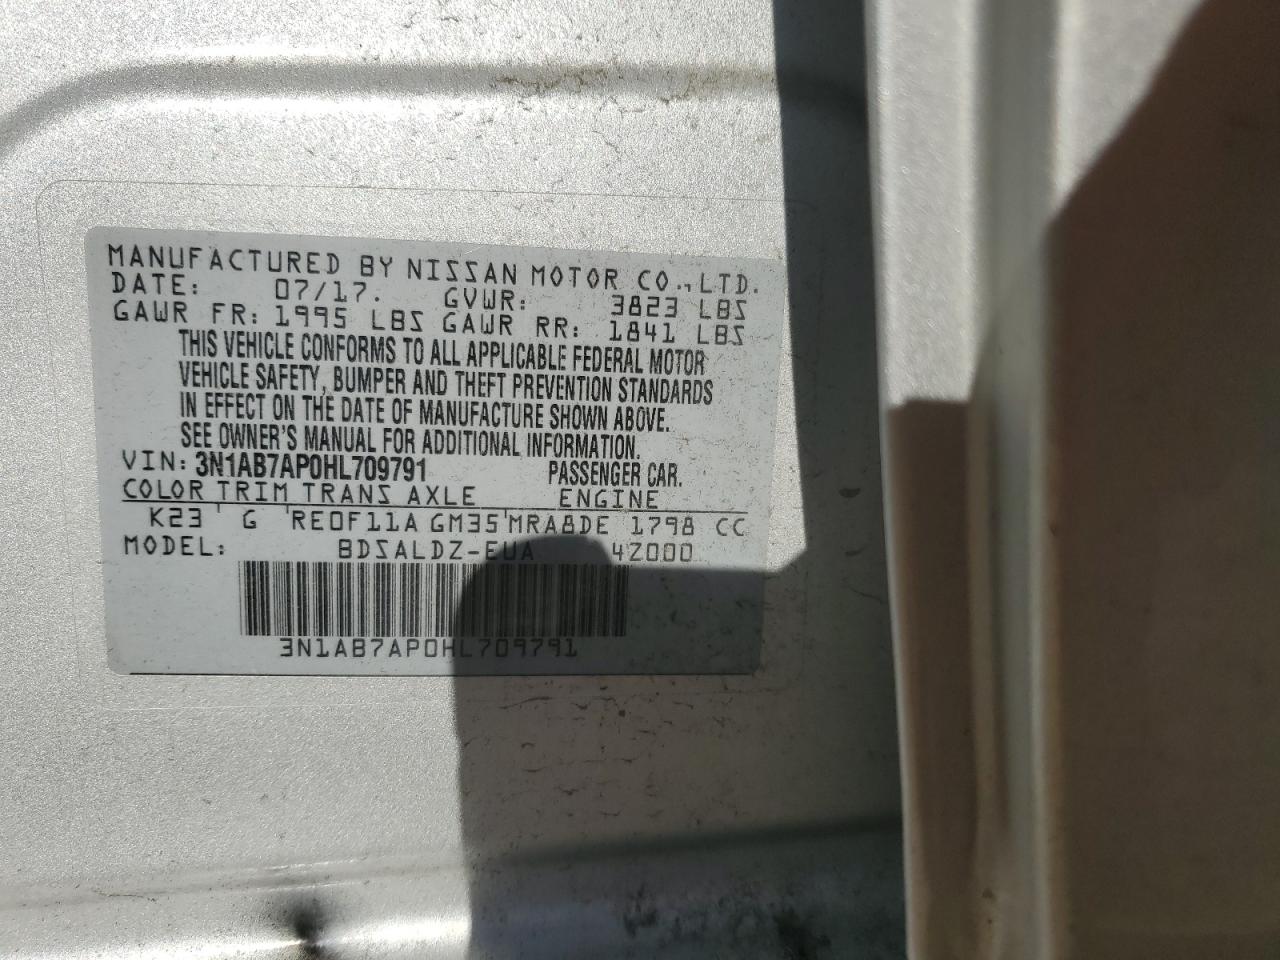 MANUFACTURED BY NISSAN MOTOR CO., LTD.
DATE: 07/17. GVWR: 3823 LBS
GAWR FR: 1995 LBS GAWR RR: 1841 LBS
THIS VEHICLE CONFORMS TO ALL APPLICABLE FEDERAL MOTOR
VEHICLE SAFETY, BUMPER AND THEFT PREVENTION STANDARDS
IN EFFECT ON THE DATE OF MANUFACTURE SHOWN ABOVE.
SEE OWNER'S MANUAL FOR ADDITIONAL INFORMATION.
VIN: 3N1AB7AP0HL709791 PASSENGER CAR.
COLOR TRIM TRANS AXLE ENGINE
K23 G RE0F11A GM35 MRA8DE 1798 CC
MODEL: BDSALDZ-EUA 42000
3N1AB7AP0HL709791